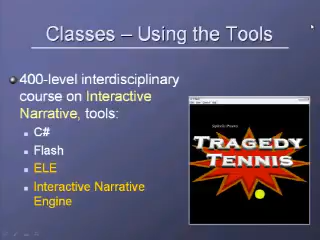 Classes – Using the Tools
400-level interdisciplinary
course on Interactive
Narrative, tools:
C#
Flash
ELE
Interactive Narrative
Engine
TRAGEDY
TENNIS